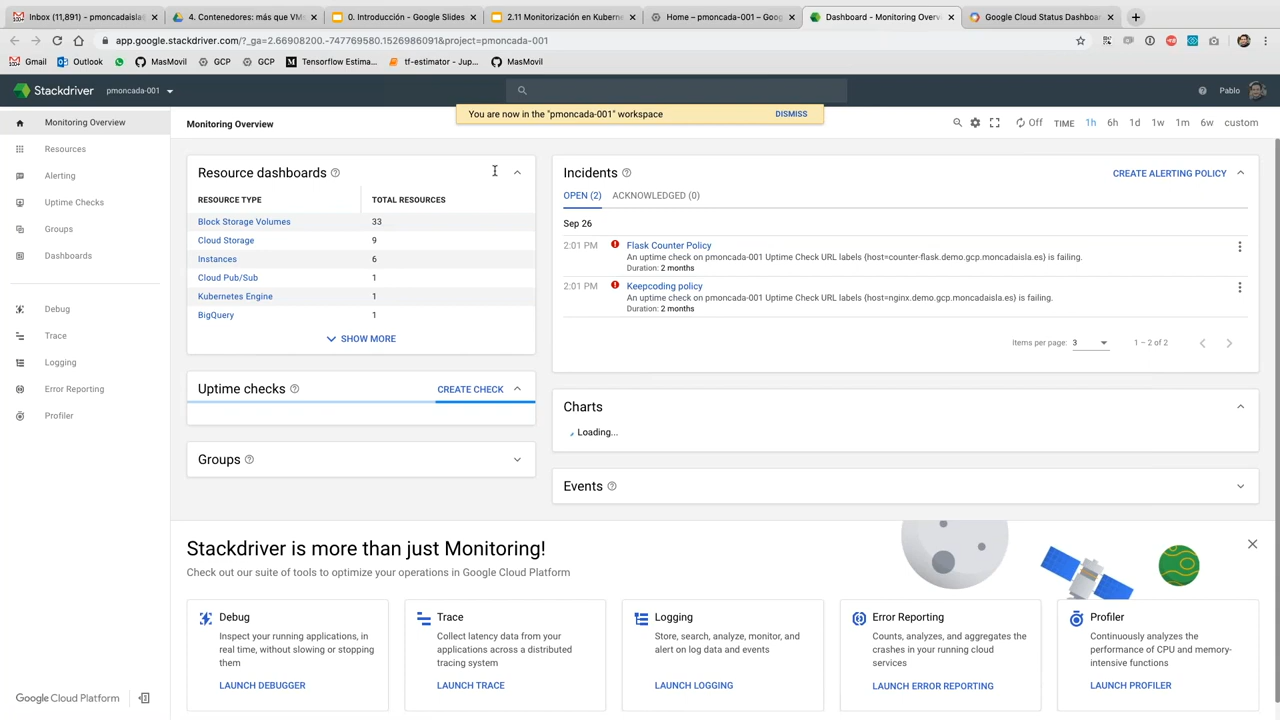 Inbox (11,891) - pmoncadaisla
4. Contenedores: más que VMs
0. Introducción - Google Slides
2.11 Monitorización en Kubern
Home – pmoncada-001 – Goog
Dashboard - Monitoring Overvi
Google Cloud Status Dashboar
app.google.stackdriver.com/?_ga=2.66908200.-747769580.1526986091&project=pmoncada-001
Gmail
Outlook
MasMovil
GCP
GCP
Tensorflow Estima...
tf-estimator - Jup...
MasMovil
Stackdriver
pmoncada-001
Pablo
You are now in the "pmoncada-001" workspace
DISMISS
Monitoring Overview
Resources
Alerting
Uptime Checks
Groups
Dashboards
Debug
Trace
Logging
Error Reporting
Profiler
Google Cloud Platform
Monitoring Overview
Off
TIME
1h
6h
1d
1w
1m
6w
custom
Resource dashboards
RESOURCE TYPE TOTAL RESOURCES
Block Storage Volumes 33
Cloud Storage 9
Instances 6
Cloud Pub/Sub 1
Kubernetes Engine 1
BigQuery 1
SHOW MORE
Uptime checks
CREATE CHECK
Groups
Incidents
CREATE ALERTING POLICY
OPEN (2) ACKNOWLEDGED (0)
Sep 26
2:01 PM Flask Counter Policy
An uptime check on pmoncada-001 Uptime Check URL labels {host=counter-flask.demo.gcp.moncadaisla.es} is failing.
Duration: 2 months
2:01 PM Keepcoding policy
An uptime check on pmoncada-001 Uptime Check URL labels {host=nginx.demo.gcp.moncadaisla.es} is failing.
Duration: 2 months
Items per page: 3 1 – 2 of 2
Charts
Loading...
Events
Stackdriver is more than just Monitoring!
Check out our suite of tools to optimize your operations in Google Cloud Platform
Debug
Inspect your running applications, in
real time, without slowing or stopping
them
LAUNCH DEBUGGER
Trace
Collect latency data from your
applications across a distributed
tracing system
LAUNCH TRACE
Logging
Store, search, analyze, monitor, and
alert on log data and events
LAUNCH LOGGING
Error Reporting
Counts, analyzes, and aggregates the
crashes in your running cloud
services
LAUNCH ERROR REPORTING
Profiler
Continuously analyzes the
performance of CPU and memory-
intensive functions
LAUNCH PROFILER